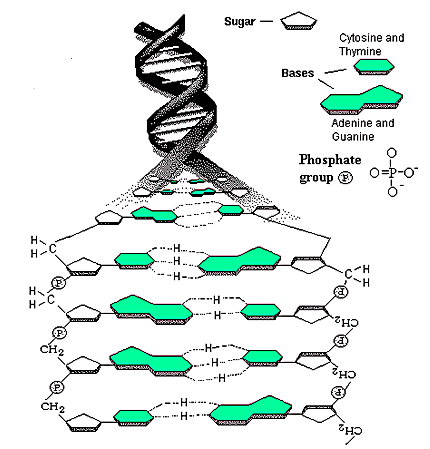 Sugar
Cytosine and
Thymine
Bases
Adenine and
Guanine
Phosphate
group P
O
O=P–O⁻
O⁻
H
H
C
H
H
H
C
H
H
P
P
H
C
H
H
H
CH₂
P
P
H
CH₂
H
CH₂
H
P
P
H
CH₂
H
CH₂